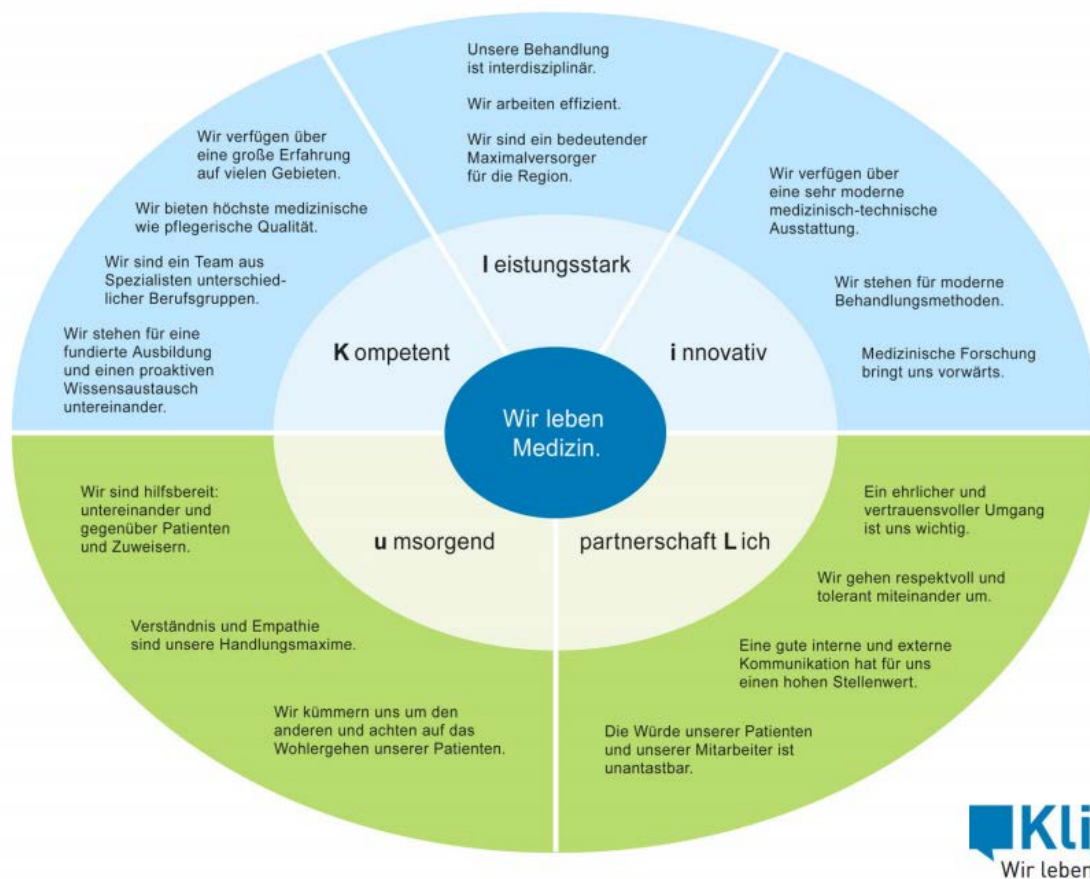 Unsere Behandlung
ist interdisziplinär.
Wir arbeiten effizient.
Wir sind ein bedeutender
Maximalversorger
für die Region.
Wir verfügen über
eine große Erfahrung
auf vielen Gebieten.
Wir bieten höchste medizinische
wie pflegerische Qualität.
Wir sind ein Team aus
Spezialisten unterschied-
licher Berufsgruppen.
Wir stehen für eine
fundierte Ausbildung
und einen proaktiven
Wissensaustausch
untereinander.
Wir verfügen über
eine sehr moderne
medizinisch-technische
Ausstattung.
Wir stehen für moderne
Behandlungsmethoden.
Medizinische Forschung
bringt uns vorwärts.
l eistungsstark
K ompetent
i nnovativ
Wir leben
Medizin.
u msorgend
partnerschaft L ich
Wir sind hilfsbereit:
untereinander und
gegenüber Patienten
und Zuweisern.
Verständnis und Empathie
sind unsere Handlungsmaxime.
Wir kümmern uns um den
anderen und achten auf das
Wohlergehen unserer Patienten.
Ein ehrlicher und
vertrauensvoller Umgang
ist uns wichtig.
Wir gehen respektvoll und
tolerant miteinander um.
Eine gute interne und externe
Kommunikation hat für uns
einen hohen Stellenwert.
Die Würde unserer Patienten
und unserer Mitarbeiter ist
unantastbar.
Kli
Wir leben